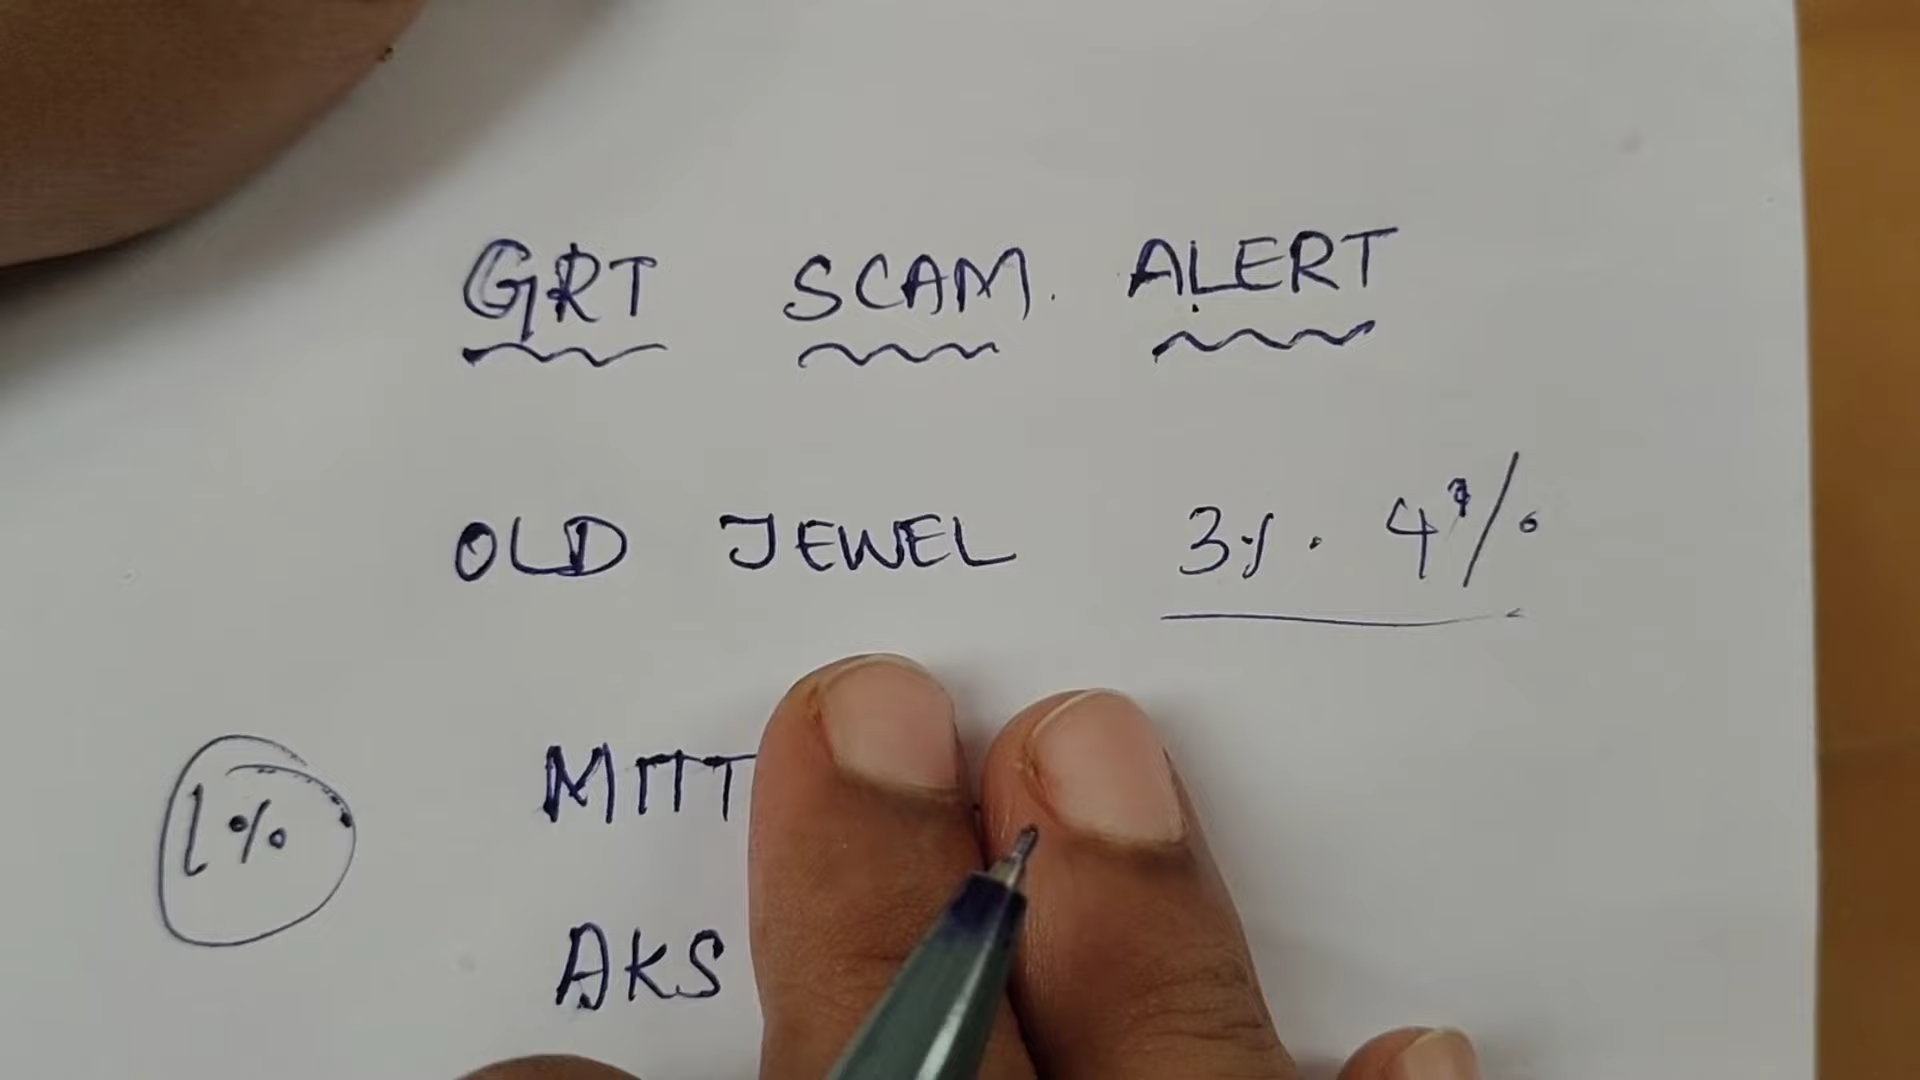 GRT SCAM. ALERT
OLD JEWEL 3% . 4%
1%
AKS